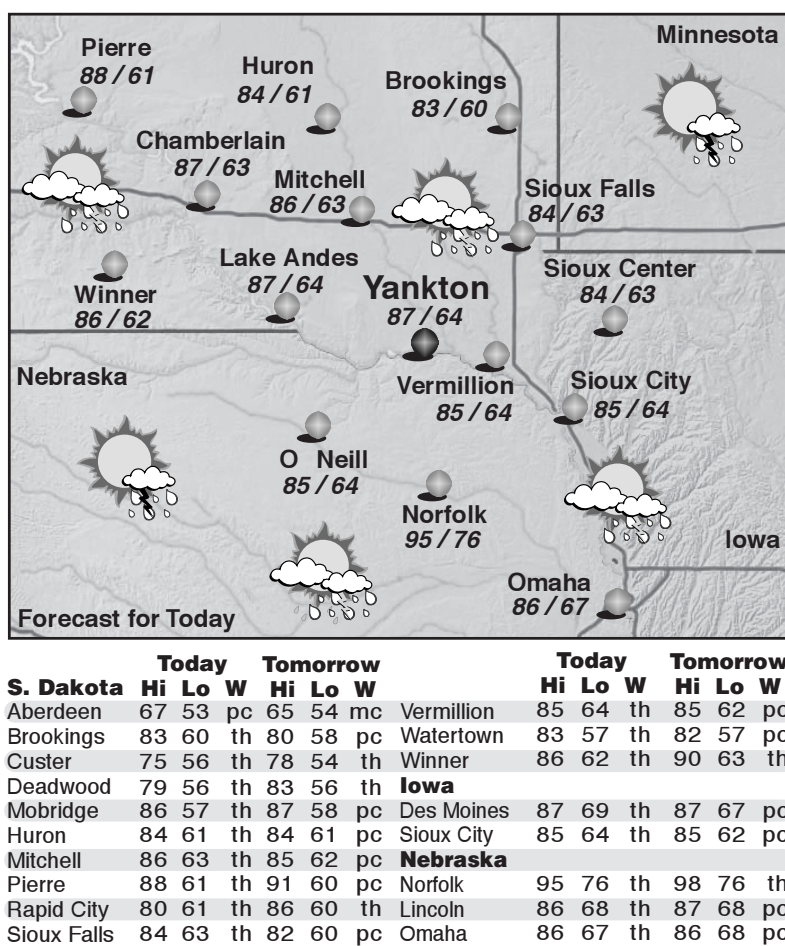 Minnesota
Pierre
88 / 61
Huron
84 / 61
Brookings
83 / 60
Chamberlain
87 / 63
Mitchell
86 / 63
Sioux Falls
84 / 63
Lake Andes
87 / 64
Yankton
87 / 64
Sioux Center
84 / 63
Winner
86 / 62
Nebraska
Vermillion
85 / 64
Sioux City
85 / 64
O Neill
85 / 64
Norfolk
95 / 76
Iowa
Omaha
86 / 67
Forecast for Today
Today Tomorrow
S. Dakota Hi Lo W Hi Lo W
Aberdeen 67 53 pc 65 54 mc
Brookings 83 60 th 80 58 pc
Custer 75 56 th 78 54 th
Deadwood 79 56 th 83 56 th
Mobridge 86 57 th 87 58 pc
Huron 84 61 th 84 61 pc
Mitchell 86 63 th 85 62 pc
Pierre 88 61 th 91 60 pc
Rapid City 80 61 th 86 60 th
Sioux Falls 84 63 th 82 60 pc
Today Tomorrow
Hi Lo W Hi Lo W
Vermillion 85 64 th 85 62 pc
Watertown 83 57 th 82 57 pc
Winner 86 62 th 90 63 th
Iowa
Des Moines 87 69 th 87 67 pc
Sioux City 85 64 th 85 62 pc
Nebraska
Norfolk 95 76 th 98 76 th
Lincoln 86 68 th 87 68 pc
Omaha 86 67 th 86 68 pc